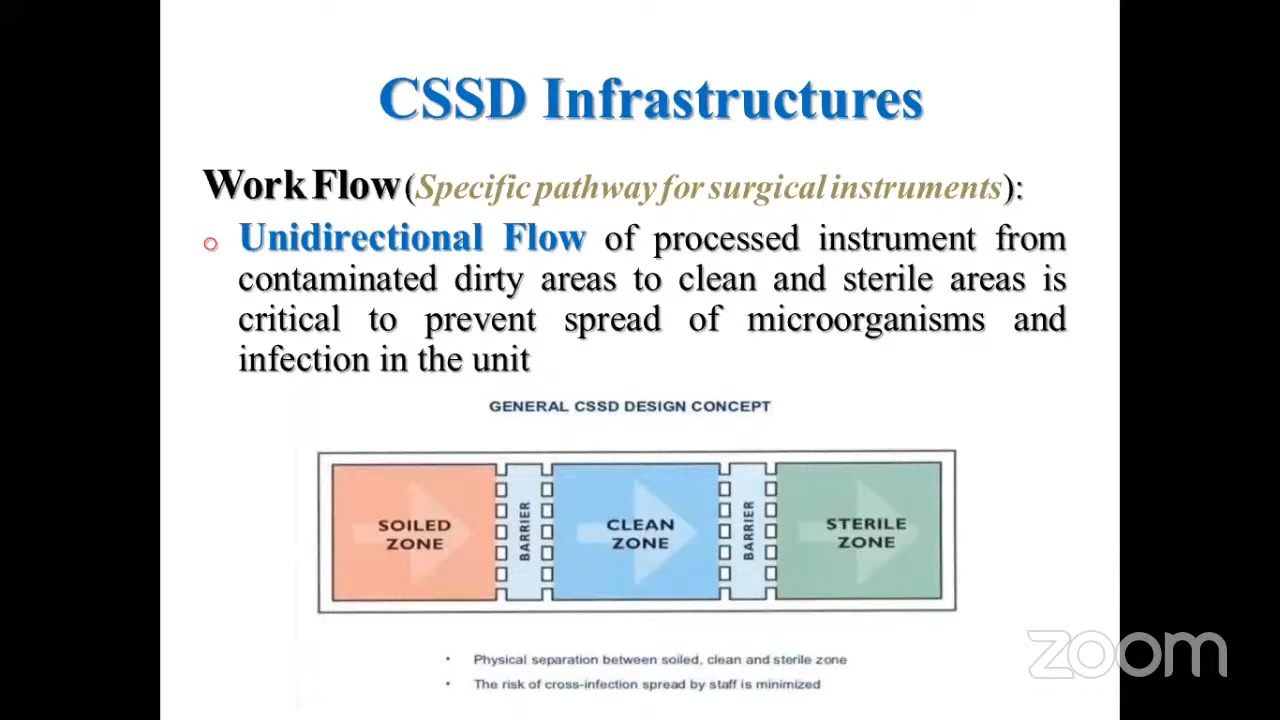 CSSD Infrastructures
Work Flow (Specific pathway for surgical instruments):
Unidirectional Flow of processed instrument from
contaminated dirty areas to clean and sterile areas is
critical to prevent spread of microorganisms and
infection in the unit
GENERAL CSSD DESIGN CONCEPT
SOILED
ZONE
BARRIER
CLEAN
ZONE
BARRIER
STERILE
ZONE
• Physical separation between soiled, clean and sterile zone
• The risk of cross-infection spread by staff is minimized
zoom